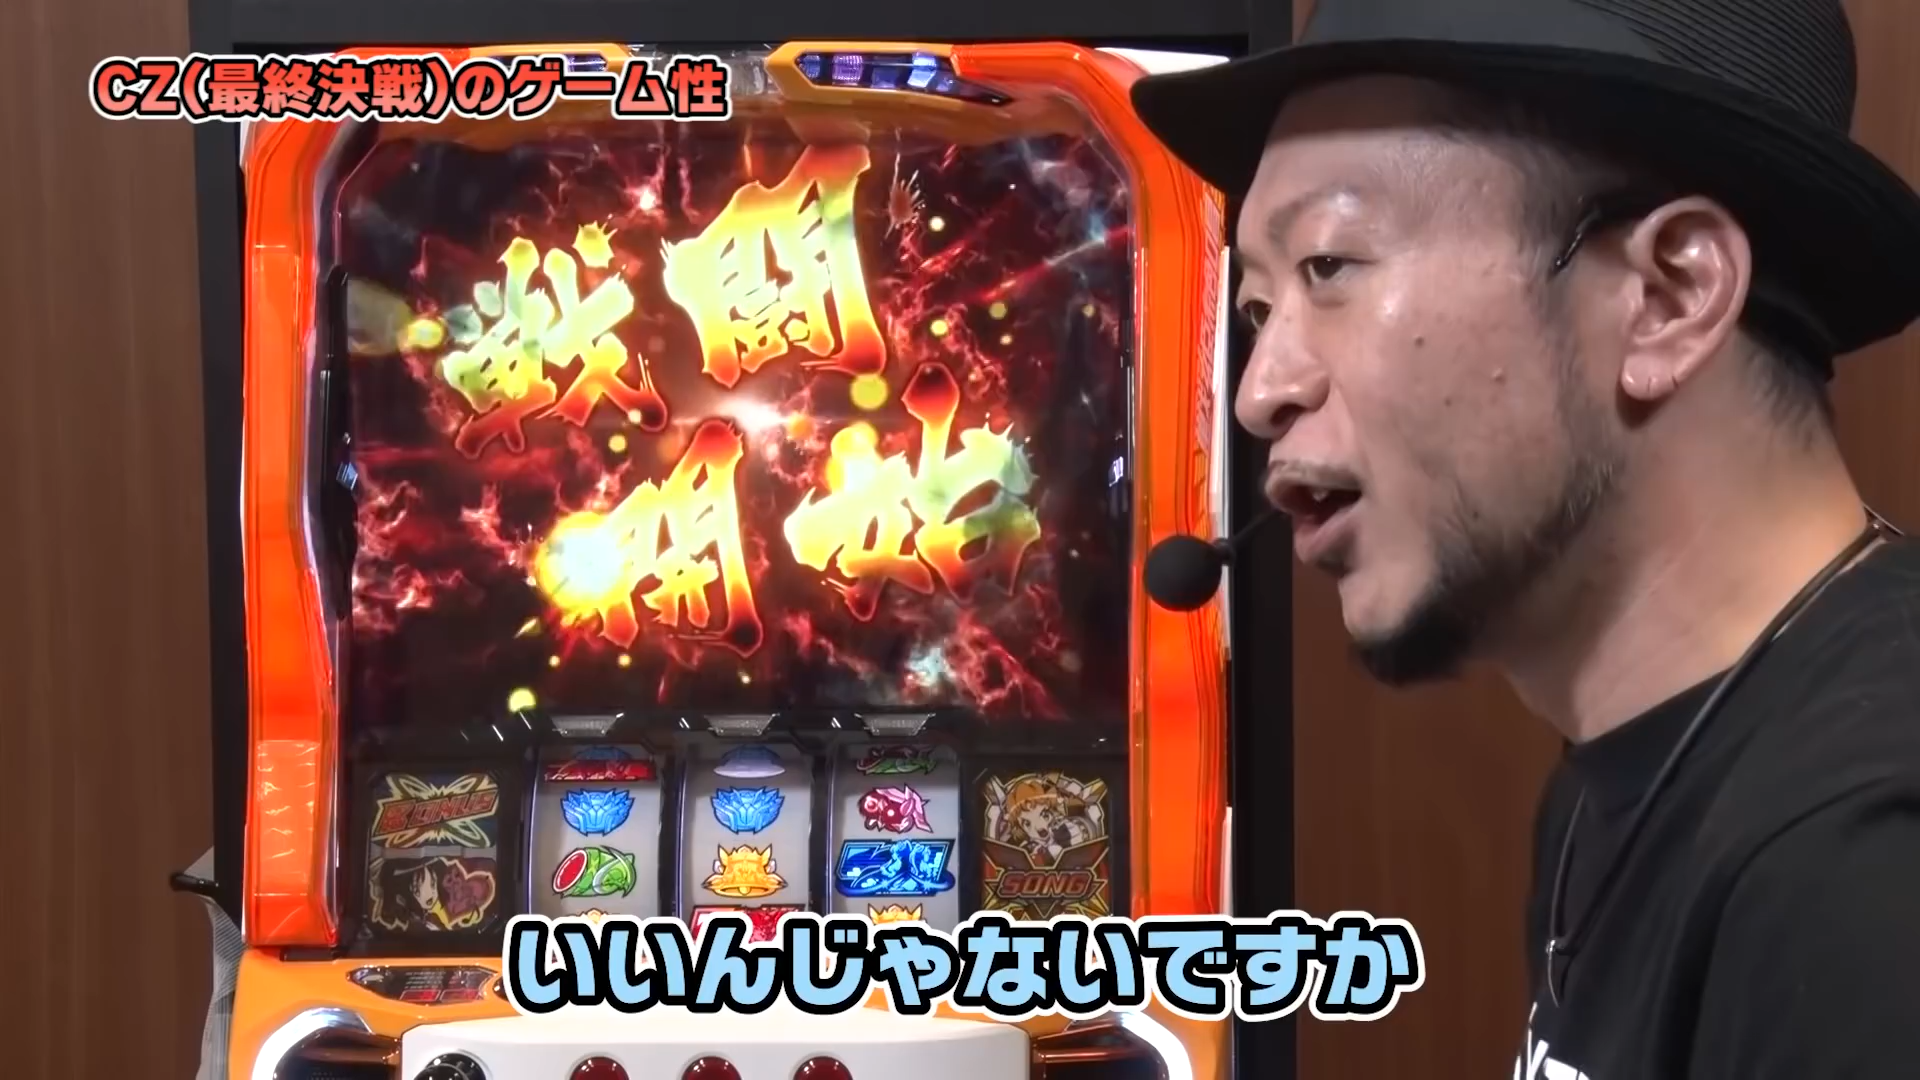 CZ(最終決戦)のゲーム性
戦闘
開始
BONUS
SONG
いいんじゃないですか